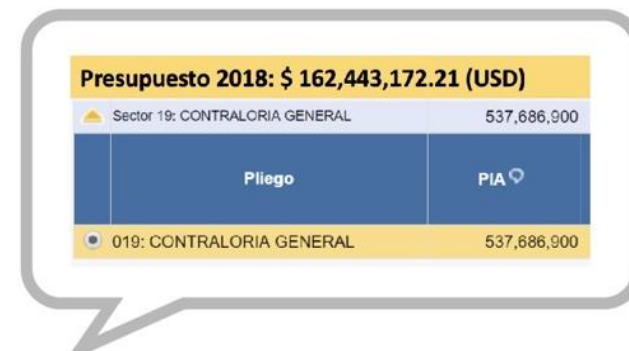 Presupuesto 2018: $ 162,443,172.21 (USD)
Sector 19: CONTRALORIA GENERAL 537,686,900
Pliego PIA
019: CONTRALORIA GENERAL 537,686,900